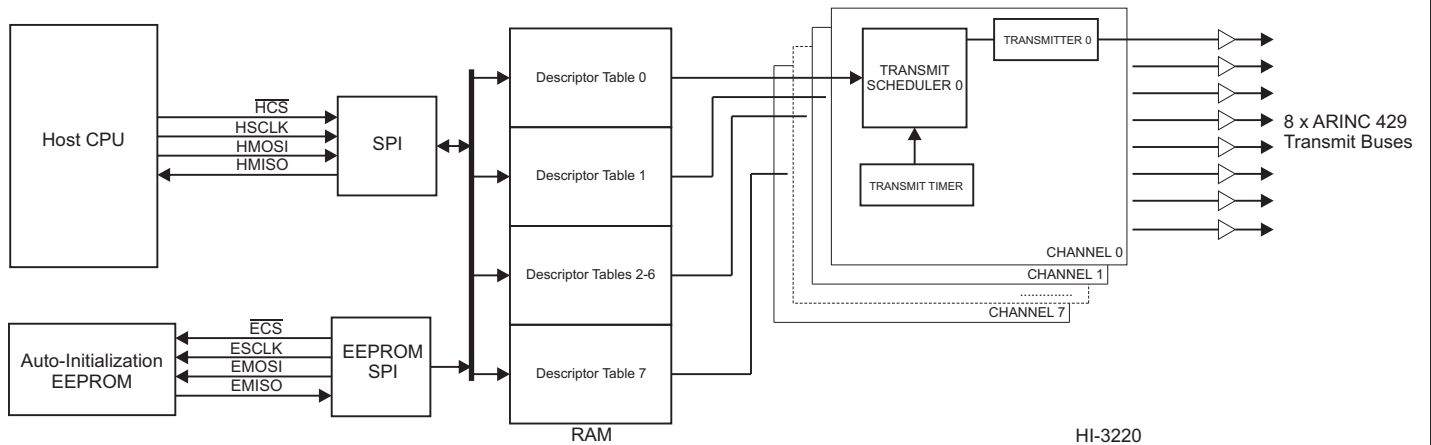 Host CPU
HCS
HSCLK
HMOSI
HMISO
SPI
Auto-Initialization
EEPROM
ECS
ESCLK
EMOSI
EMISO
EEPROM
SPI
Descriptor Table 0
Descriptor Table 1
Descriptor Tables 2-6
Descriptor Table 7
RAM
TRANSMIT
SCHEDULER 0
TRANSMITTER 0
TRANSMIT TIMER
CHANNEL 0
CHANNEL 1
.............
CHANNEL 7
8 x ARINC 429
Transmit Buses
HI-3220